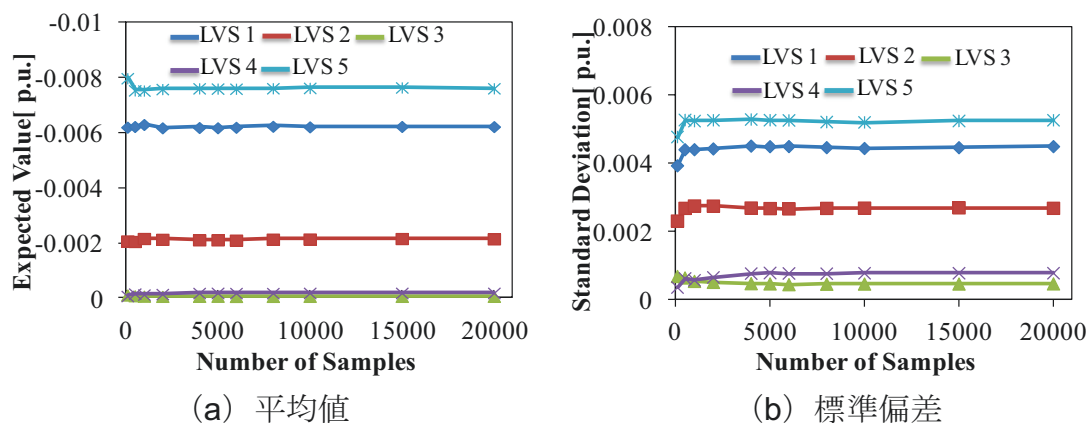 -0.01
-0.008
-0.006
-0.004
-0.002
0
Expected Value[ p.u.]
LVS 1 LVS 2 LVS 3
LVS 4 LVS 5
0 5000 10000 15000 20000
Number of Samples
(a) 平均値
0.008
0.006
0.004
0.002
0
Standard Deviation[ p.u.]
LVS 1 LVS 2 LVS 3
LVS 4 LVS 5
0 5000 10000 15000 20000
Number of Samples
(b) 標準偏差